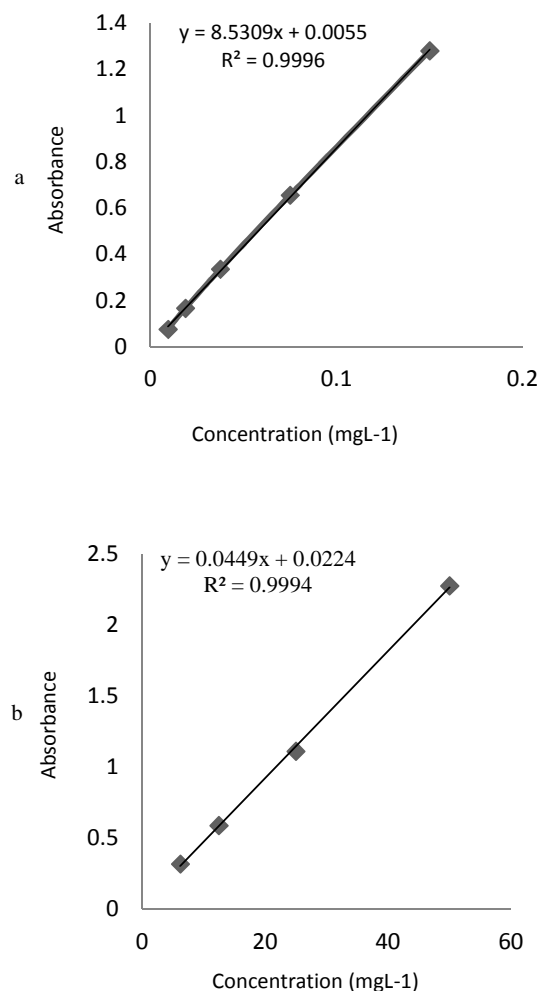 y = 8.5309x + 0.0055
R² = 0.9996
1.4
1.2
1
0.8
0.6
0.4
0.2
0
a
Absorbance
0
0.1
0.2
Concentration (mgL-1)
y = 0.0449x + 0.0224
R² = 0.9994
2.5
2
1.5
1
0.5
0
b
Absorbance
0
20
40
60
Concentration (mgL-1)